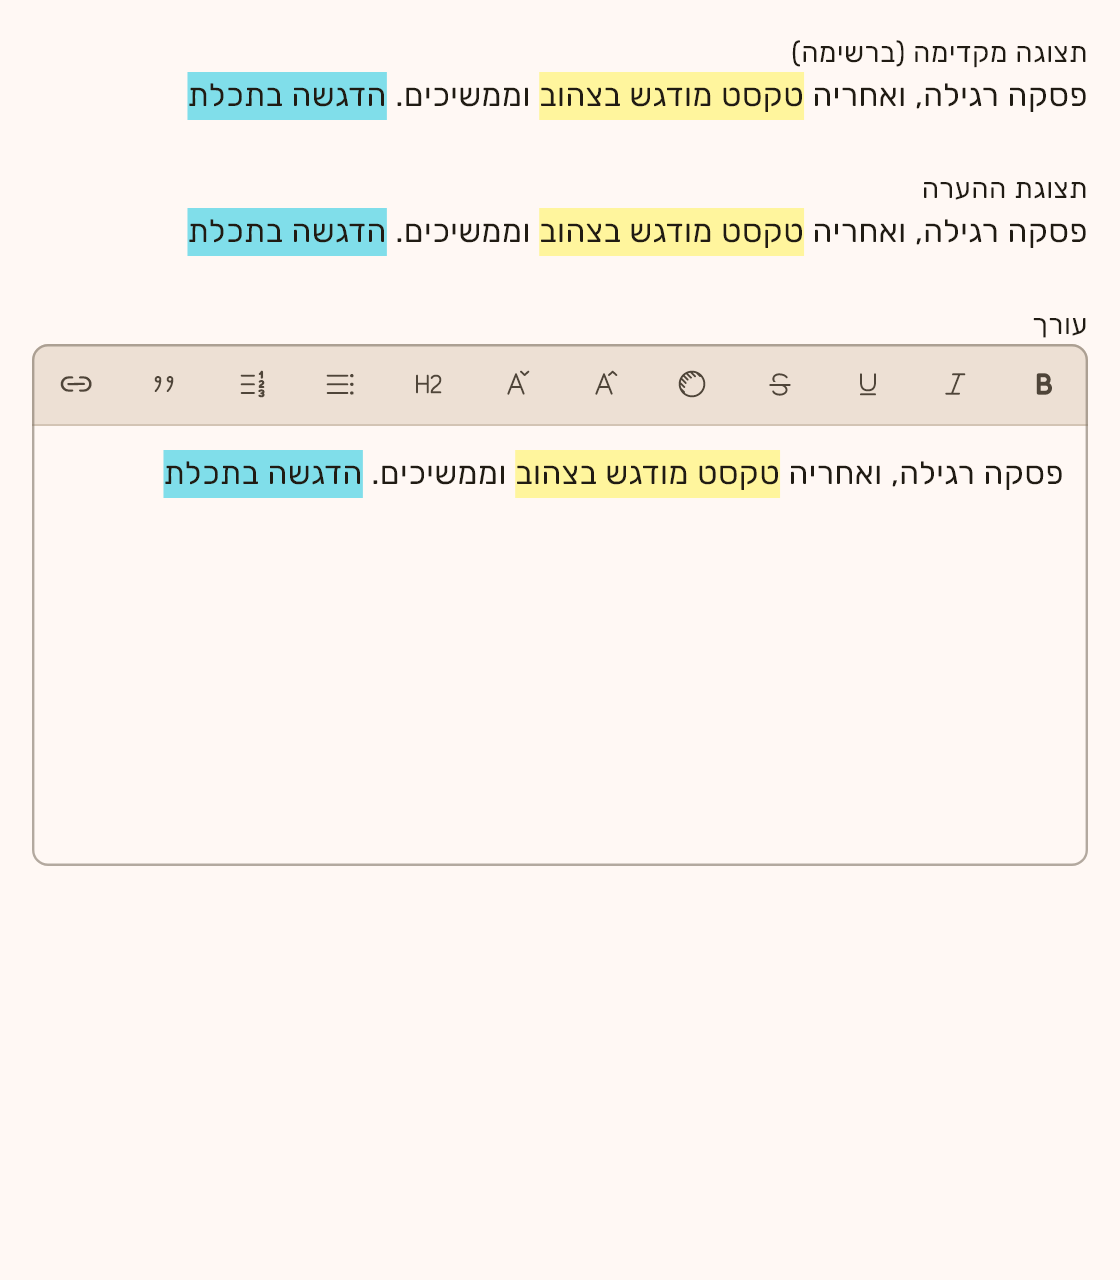 תצוגה מקדימה (ברשימה)
פסקה רגילה, ואחריה טקסט מודגש בצהוב וממשיכים. הדגשה בתכלת
תצוגת ההערה
פסקה רגילה, ואחריה טקסט מודגש בצהוב וממשיכים. הדגשה בתכלת
עורך
B I U S A A H2
פסקה רגילה, ואחריה טקסט מודגש בצהוב וממשיכים. הדגשה בתכלת